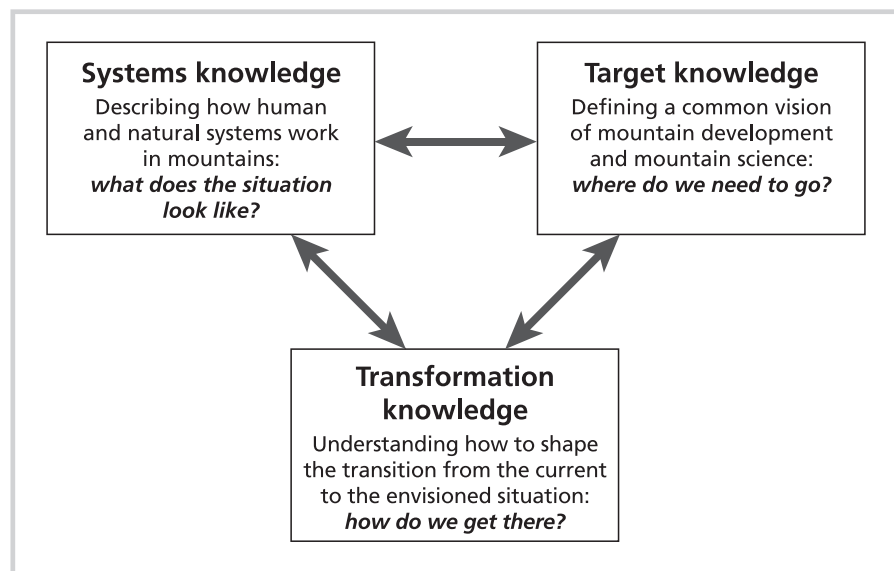 Systems knowledge
Describing how human
and natural systems work
in mountains:
what does the situation
look like?
Target knowledge
Defining a common vision
of mountain development
and mountain science:
where do we need to go?
Transformation
knowledge
Understanding how to shape
the transition from the current
to the envisioned situation:
how do we get there?